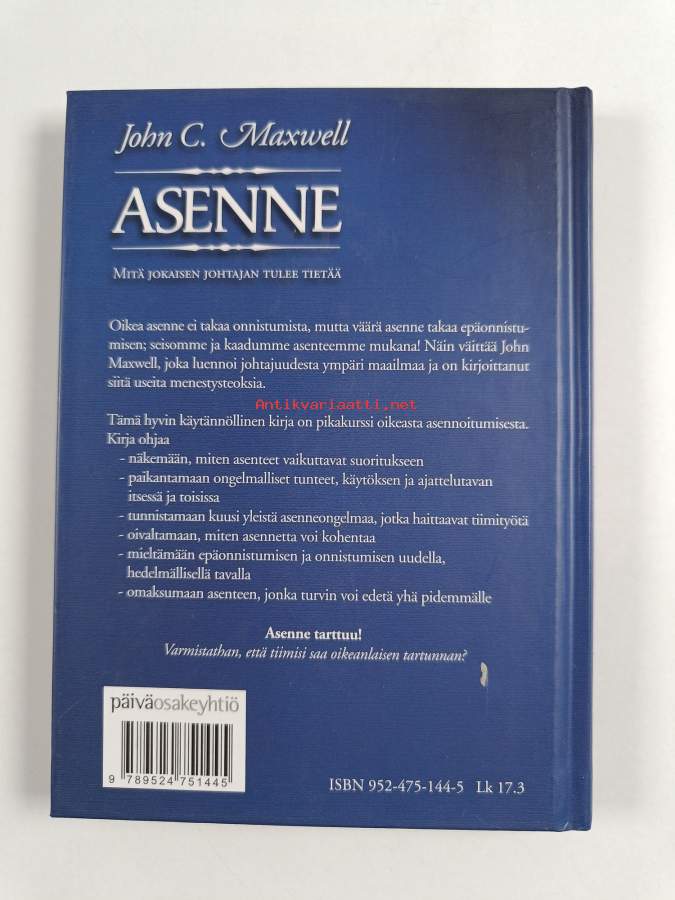 John C. Maxwell
ASENNE
MITÄ JOKAISEN JOHTAJAN TULEE TIETÄÄ
Oikea asenne ei takaa onnistumista, mutta väärä asenne takaa epäonnistu-
misen; seisomme ja kaadumme asenteemme mukana! Näin väittää John
Maxwell, joka luennoi johtajuudesta ympäri maailmaa ja on kirjoittanut
siitä useita menestysteoksia.
Antikvariaatti.net
Tämä hyvin käytännöllinen kirja on pikakurssi oikeasta asennoitumisesta.
Kirja ohjaa
- näkemään, miten asenteet vaikuttavat suoritukseen
- paikantamaan ongelmalliset tunteet, käytöksen ja ajattelutavan
itsessä ja toisissa
- tunnistamaan kuusi yleistä asenneongelmaa, jotka haittaavat tiimityötä
- oivaltamaan, miten asennetta voi kohentaa
- mieltämään epäonnistumisen ja onnistumisen uudella,
hedelmällisellä tavalla
- omaksumaan asenteen, jonka turvin voi edetä yhä pidemmälle
Asenne tarttuu!
Varmistathan, että tiimisi saa oikeanlaisen tartunnan?
päiväosakeyhtiö
9 789524 751445
ISBN 952-475-144-5 Lk 17.3